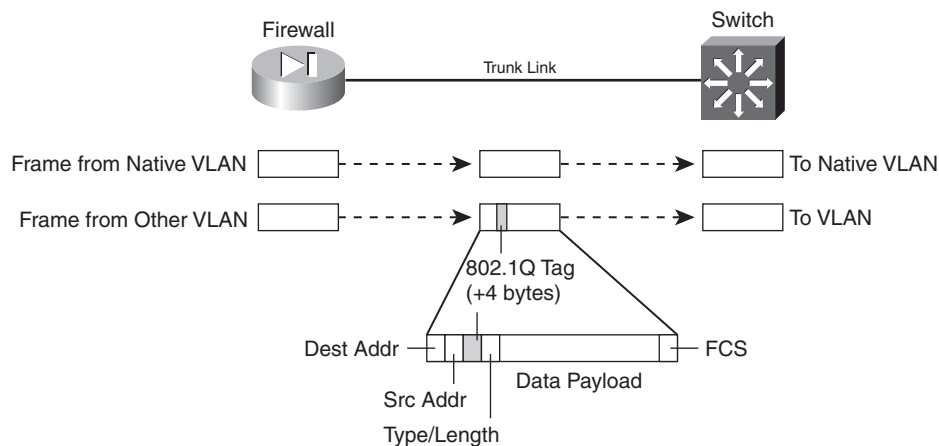 Firewall
Switch
Trunk Link
Frame from Native VLAN
To Native VLAN
Frame from Other VLAN
To VLAN
802.1Q Tag
(+4 bytes)
Dest Addr
FCS
Data Payload
Src Addr
Type/Length